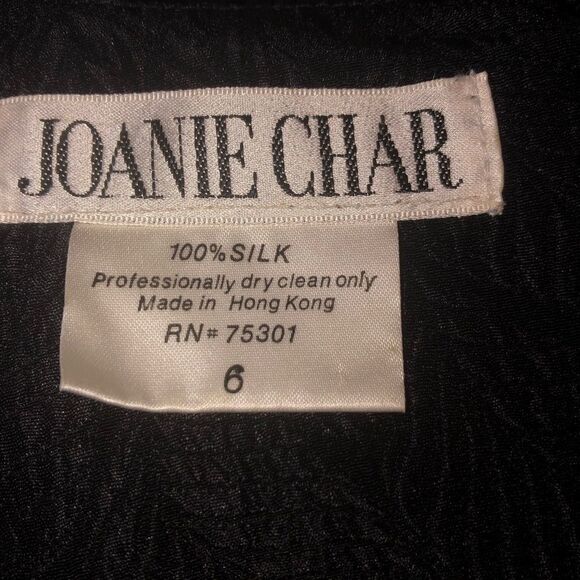 JOANIE CHAR
100% SILK
Professionally dry clean only
Made in Hong Kong
RN# 75301
6